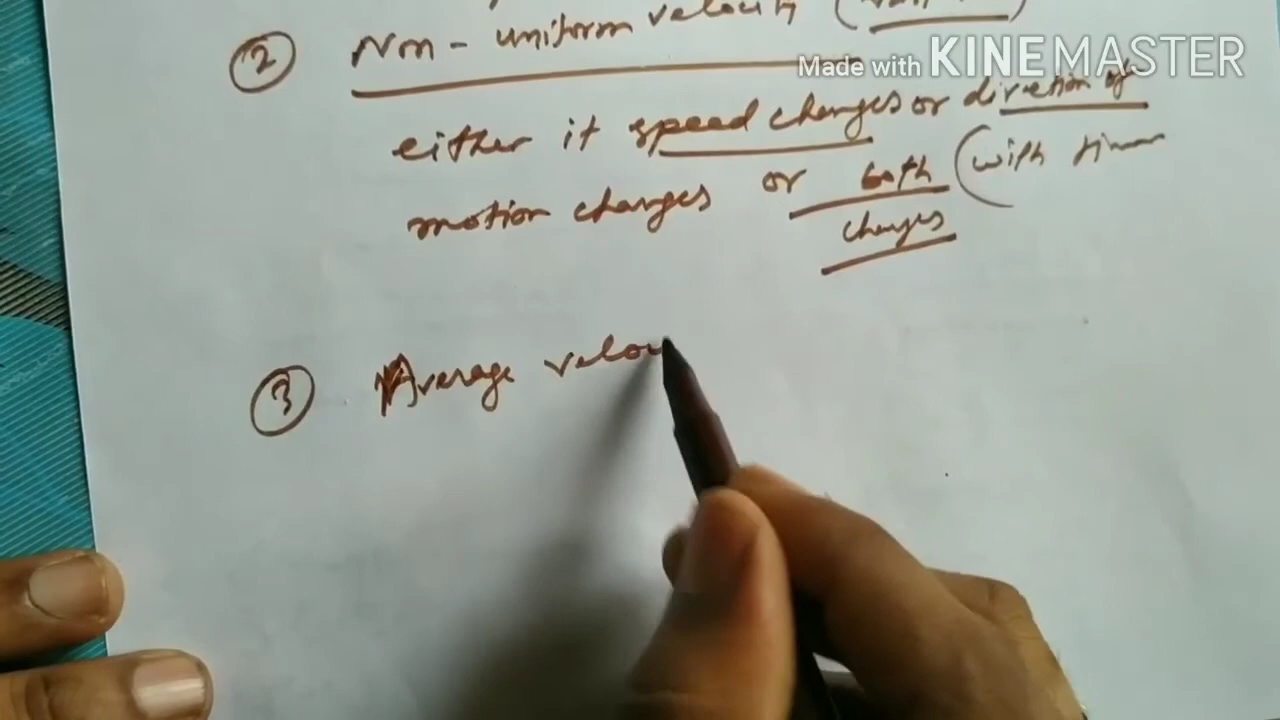 ② Non-uniform velocity (
Made with KINEMASTER
either it speed changes or direction of
motion changes or both (with time
changes
③ Average veloci